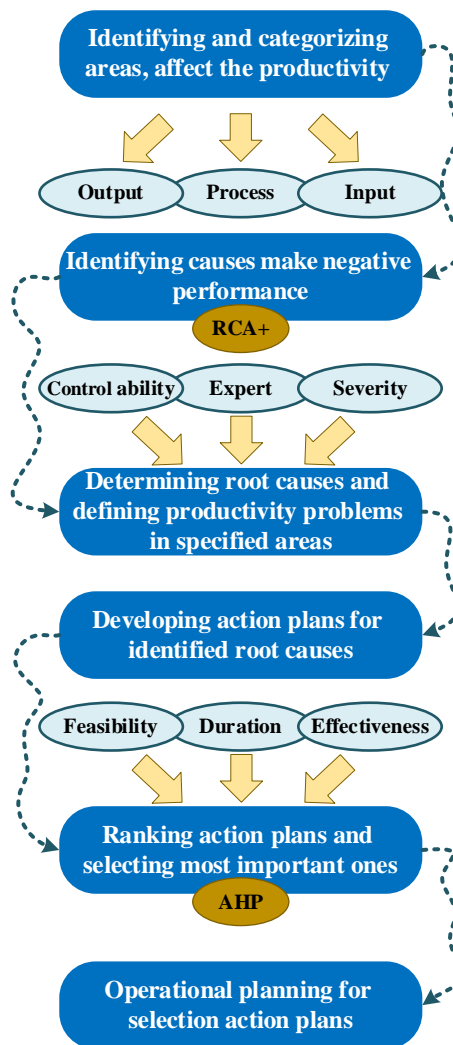 Identifying and categorizing
areas, affect the productivity
Output
Process
Input
Identifying causes make negative
performance
RCA+
Control ability
Expert
Severity
Determining root causes and
defining productivity problems
in specified areas
Developing action plans for
identified root causes
Feasibility
Duration
Effectiveness
Ranking action plans and
selecting most important ones
AHP
Operational planning for
selection action plans